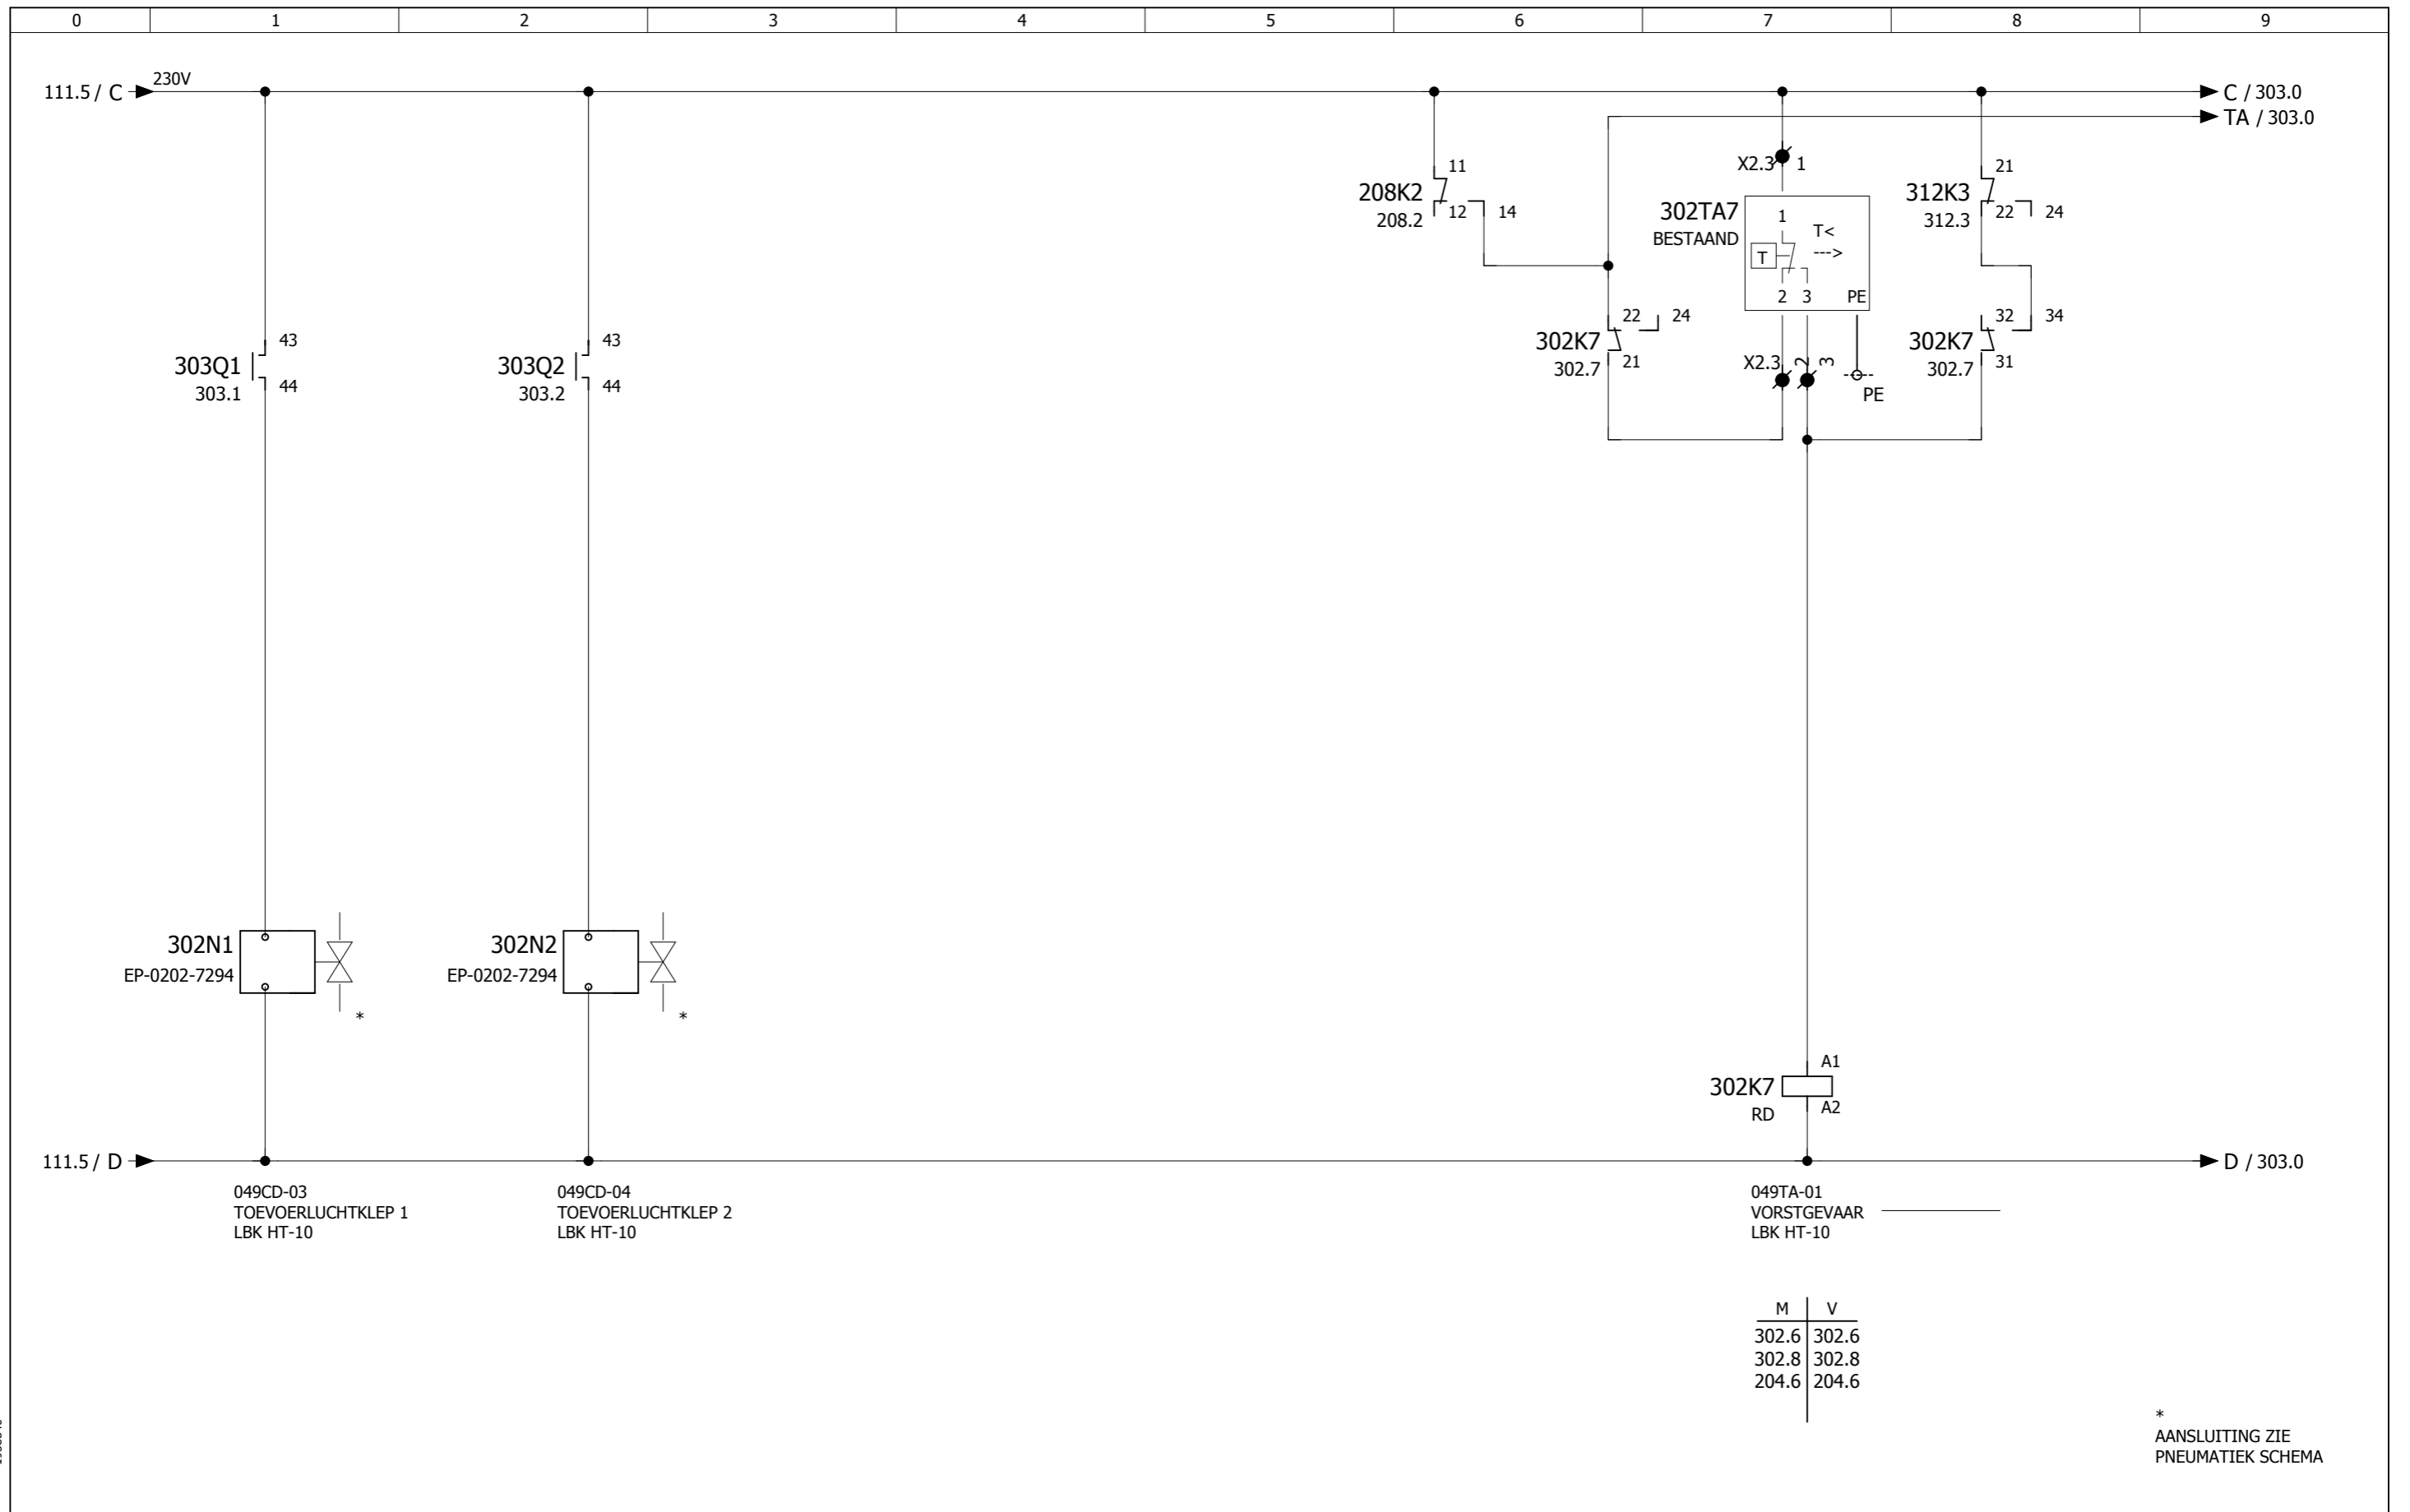 0 1 2 3 4 5 6 7 8 9
230V
111.5 / C
C / 303.0
TA / 303.0
X2.3 1
11
208K2
208.2
12 14
302TA7
BESTAAND
1
T<
--->
T
2 3 PE
21
312K3
312.3
22 24
43
303Q1
303.1
44
43
303Q2
303.2
44
22 24
302K7
302.7
21
X2.3 2 3
PE
32 34
302K7
302.7
31
302N1
EP-0202-7294
*
302N2
EP-0202-7294
*
A1
302K7
RD
A2
111.5 / D
D / 303.0
049CD-03
TOEVOERLUCHTKLEP 1
LBK HT-10
049CD-04
TOEVOERLUCHTKLEP 2
LBK HT-10
049TA-01
VORSTGEVAAR
LBK HT-10
M V
302.6 302.6
302.8 302.8
204.6 204.6
*
AANSLUITING ZIE
PNEUMATIEK SCHEMA